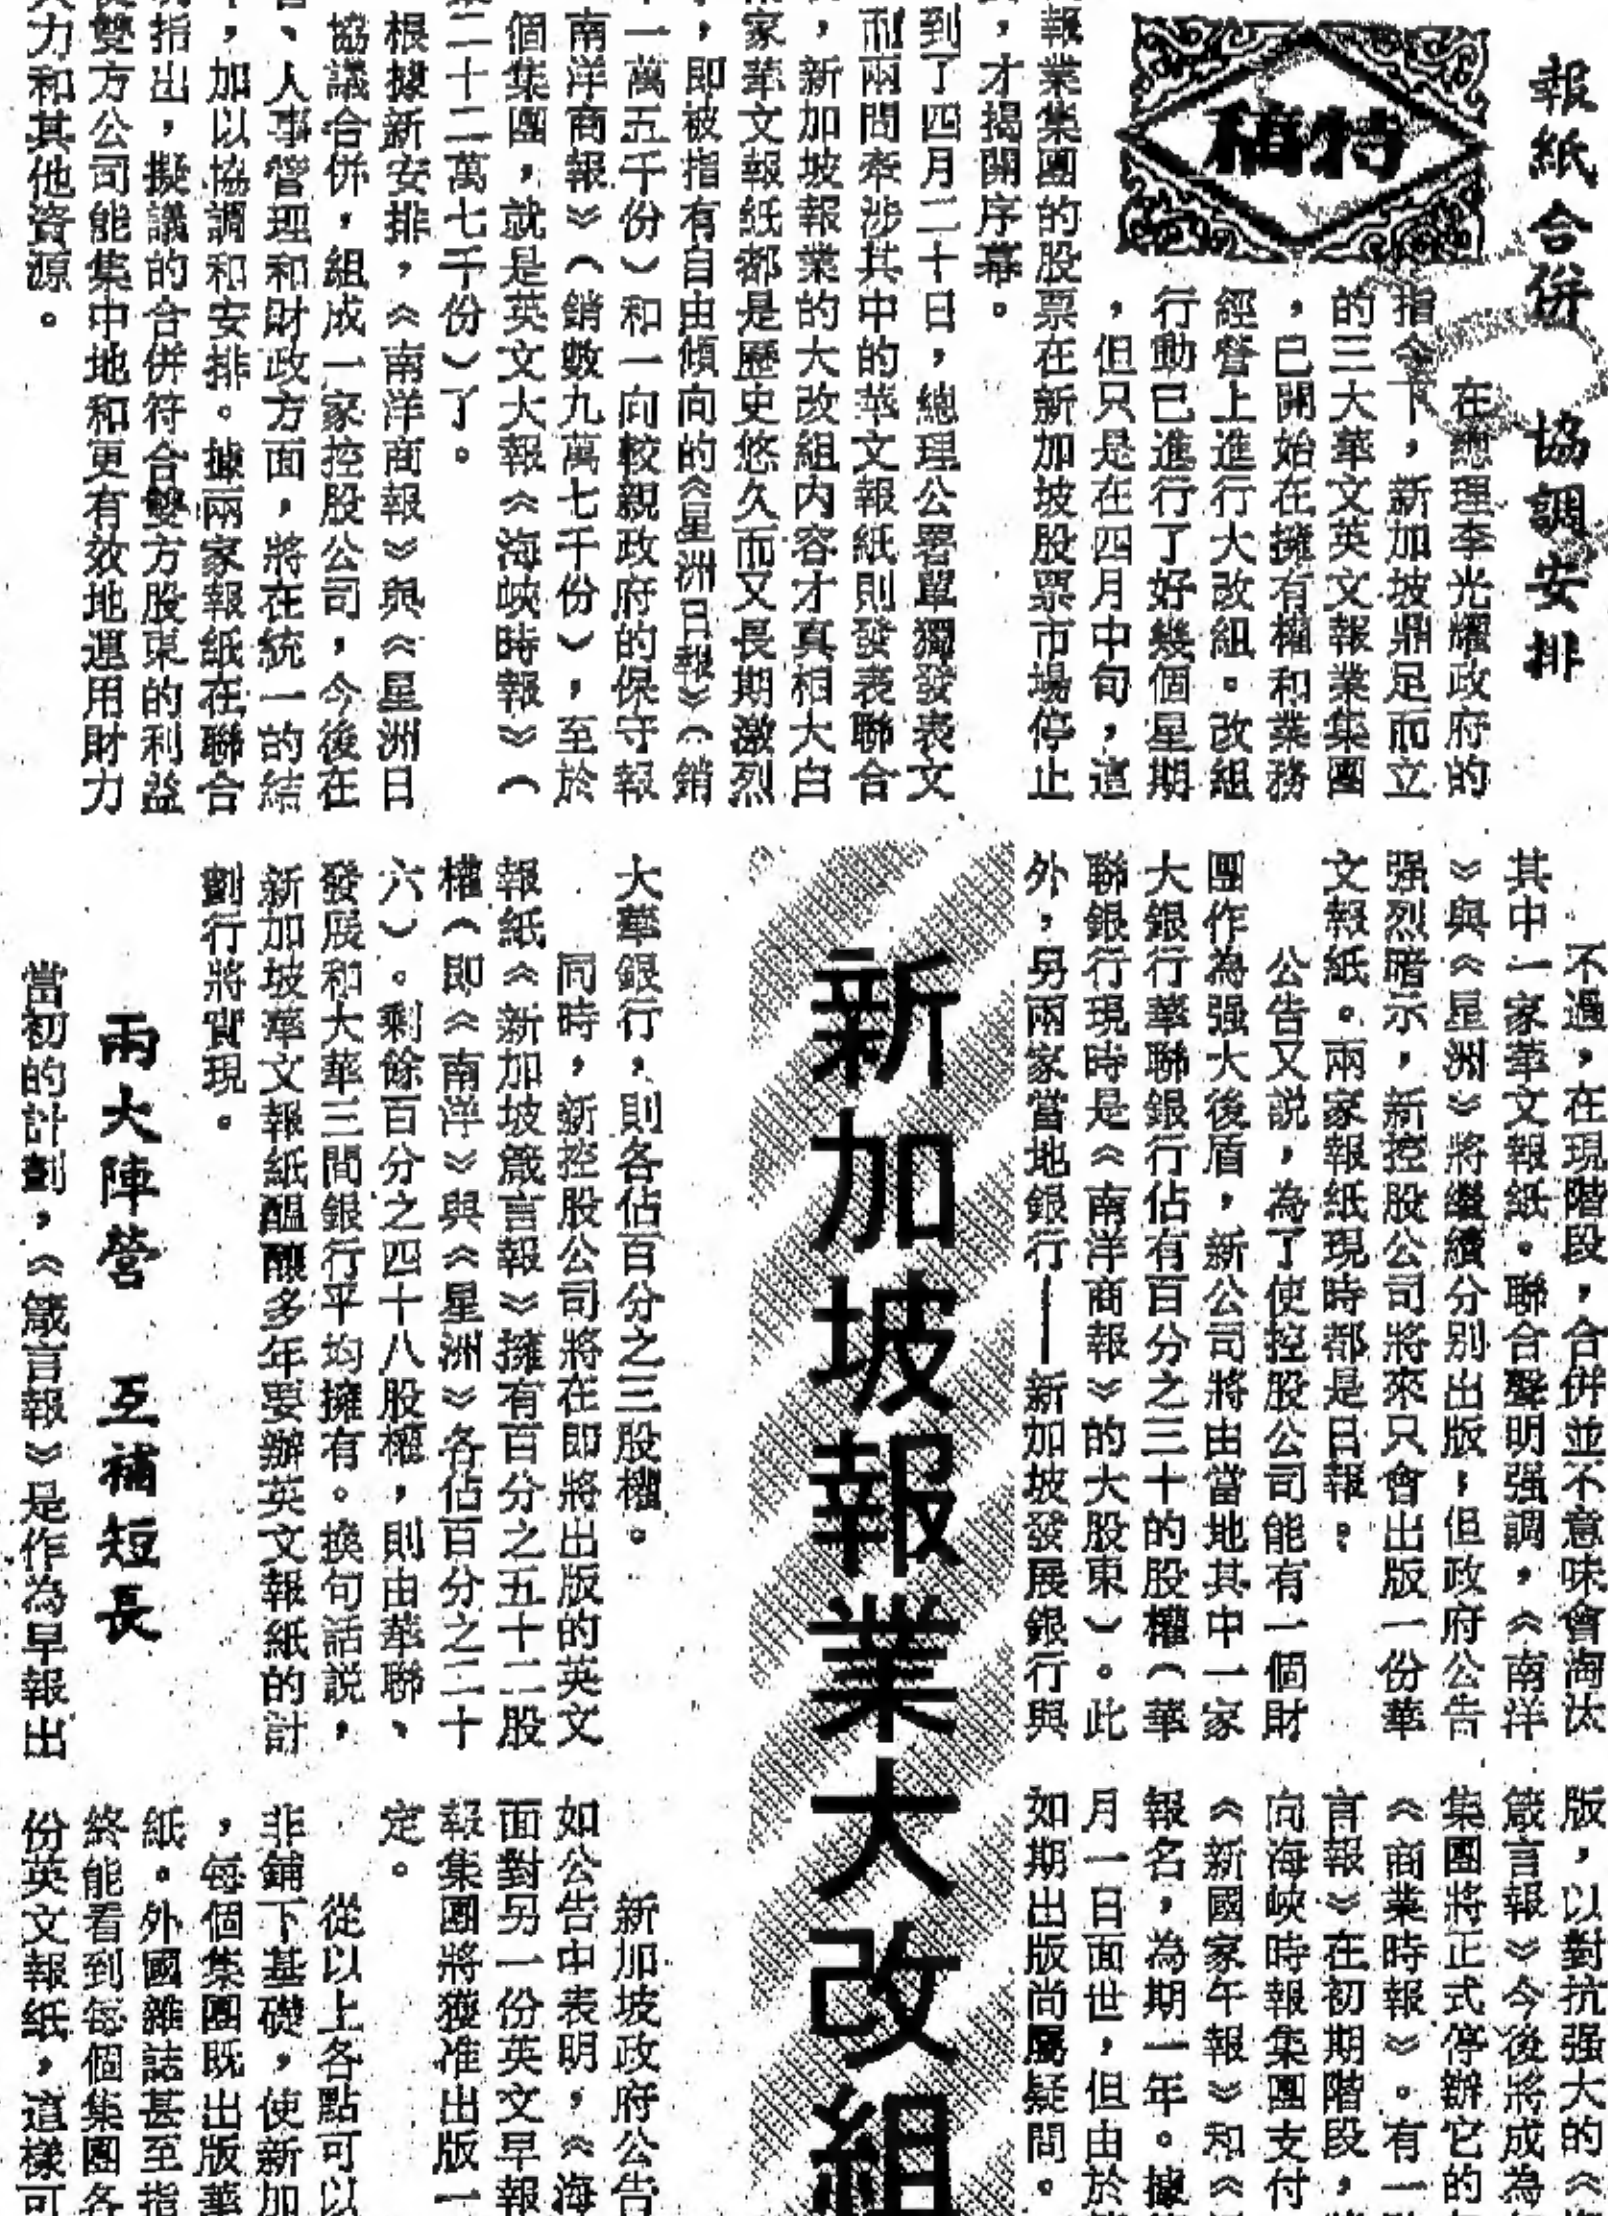 新加坡報業大改組
特稿
報紙合併 協調安排
在總理李光耀政府的
指令下，新加坡鼎足而立
的三大華文英文報業集團
，已開始在擁有權和業務
經營上進行大改組。改組
行動已進行了好幾個星期
，但只是在四月中旬，這
報業集團的股票在新加坡股票市場停止
，才揭開序幕。
到了四月二十日，總理公署單獨發表文
而兩間牽涉其中的華文報紙則發表聯合
，新加坡報業的大改組內容才真相大白
家華文報紙都是歷史悠久而又長期激烈
，即被指有自由傾向的《星洲日報》（銷
一萬五千份）和一向較親政府的保守報
南洋商報》（銷數九萬七千份），至於
個集團，就是英文大報《海峽時報》（
二十二萬七千份）了。
根據新安排，《南洋商報》與《星洲日
協議合併，組成一家控股公司，今後在
、人事管理和財政方面，將在統一的結
，加以協調和安排。據兩家報紙在聯合
指出，擬議的合併符合雙方股東的利益
雙方公司能集中地和更有效地運用財力
力和其他資源。
不過，在現階段，合併並不意味會淘汰
其中一家華文報紙。聯合聲明强調，《南洋
》與《星洲》將繼續分别出版；但政府公告
强烈暗示，新控股公司將來只會出版一份華
文報紙。兩家報紙現時都是日報。
公告又説，為了使控股公司能有一個財
團作為强大後盾，新公司將由當地其中一家
大銀行華聯銀行佔有百分之三十的股權（華
聯銀行現時是《南洋商報》的大股東）。此
外，另兩家當地銀行——新加坡發展銀行與
大華銀行，則各佔百分之三股權。
同時，新控股公司將在即將出版的英文
報紙《新加坡箴言報》擁有百分之五十二股
權（即《南洋》與《星洲》各佔百分之二十
六）。剩餘百分之四十八股權，則由華聯、
發展和大華三間銀行平均擁有。換句話説，
新加坡華文報紙醞釀多年要辦英文報紙的計
劃行將實現。
兩大陣營 互補短長
當初的計劃，《箴言報》是作為早報出
版，以對抗强大的《海
箴言報》今後將成為
集團將正式停辦它的
《商業時報》。有一
言報》在初期階段，
向海峽時報集團支付
《新國家午報》和《
報名，為期一年。據
月一日面世，但由於
如期出版尚屬疑問。
新加坡政府公告
如公告中表明，《海
面對另一份英文早報
報集團將獲准出版一
定。
從以上各點可以
非鋪下基礎，使新加
，每個集團既出版華
紙。外國雜誌甚至指
終能看到每個集團各
份英文報紙，這樣可